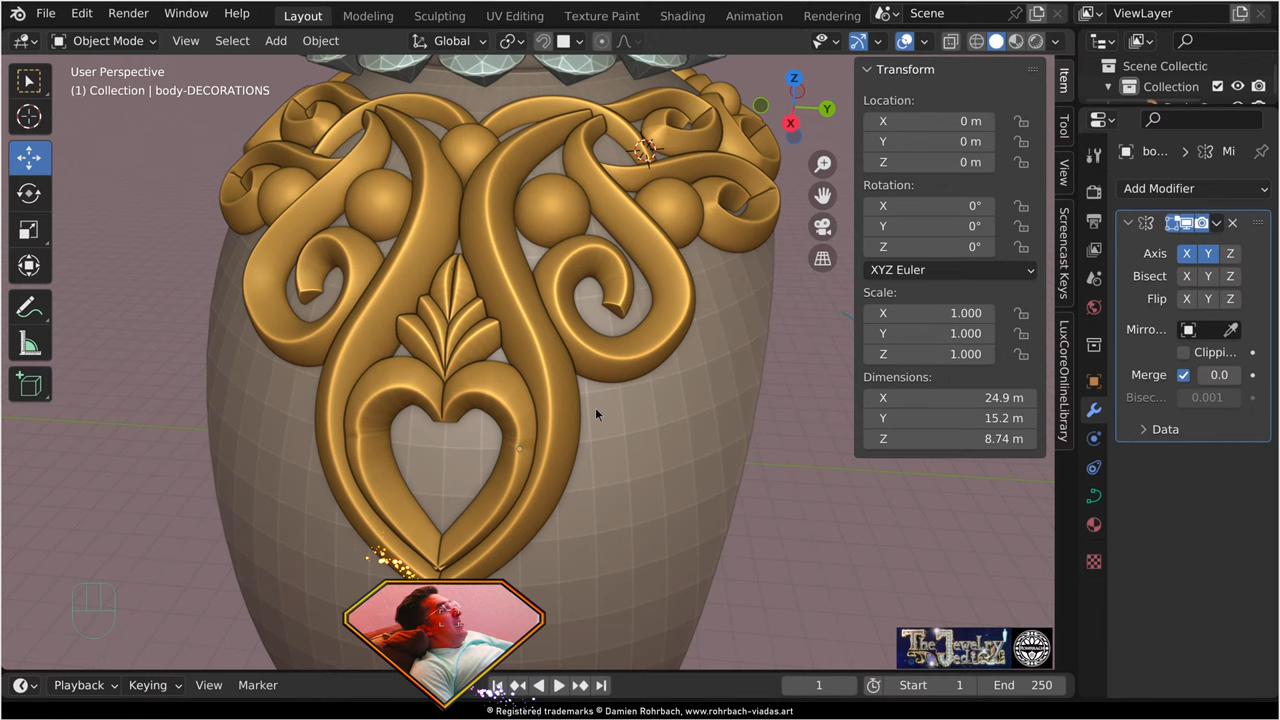 File Edit Render Window Help Layout Modeling Sculpting UV Editing Texture Paint Shading Animation Rendering Scene ViewLayer
Object Mode View Select Add Object Global
User Perspective
(1) Collection | body-DECORATIONS
Z
Y
X
Transform
Location:
X 0 m
Y 0 m
Z 0 m
Rotation:
X 0°
Y 0°
Z 0°
XYZ Euler
Scale:
X 1.000
Y 1.000
Z 1.000
Dimensions:
X 24.9 m
Y 15.2 m
Z 8.74 m
Item
Tool
View
Screencast Keys
LuxCoreOnlineLibrary
Scene Collectic
Collection
bo... Mi
Add Modifier
Axis X Y Z
Bisect X Y Z
Flip X Y Z
Mirro...
Clippi...
Merge 0.0
Bisec... 0.001
Data
The Jewelry
Jedi
ROHRBACH
Playback Keying View Marker 1 Start 1 End 250
® Registered trademarks © Damien Rohrbach, www.rohrbach-viadas.art